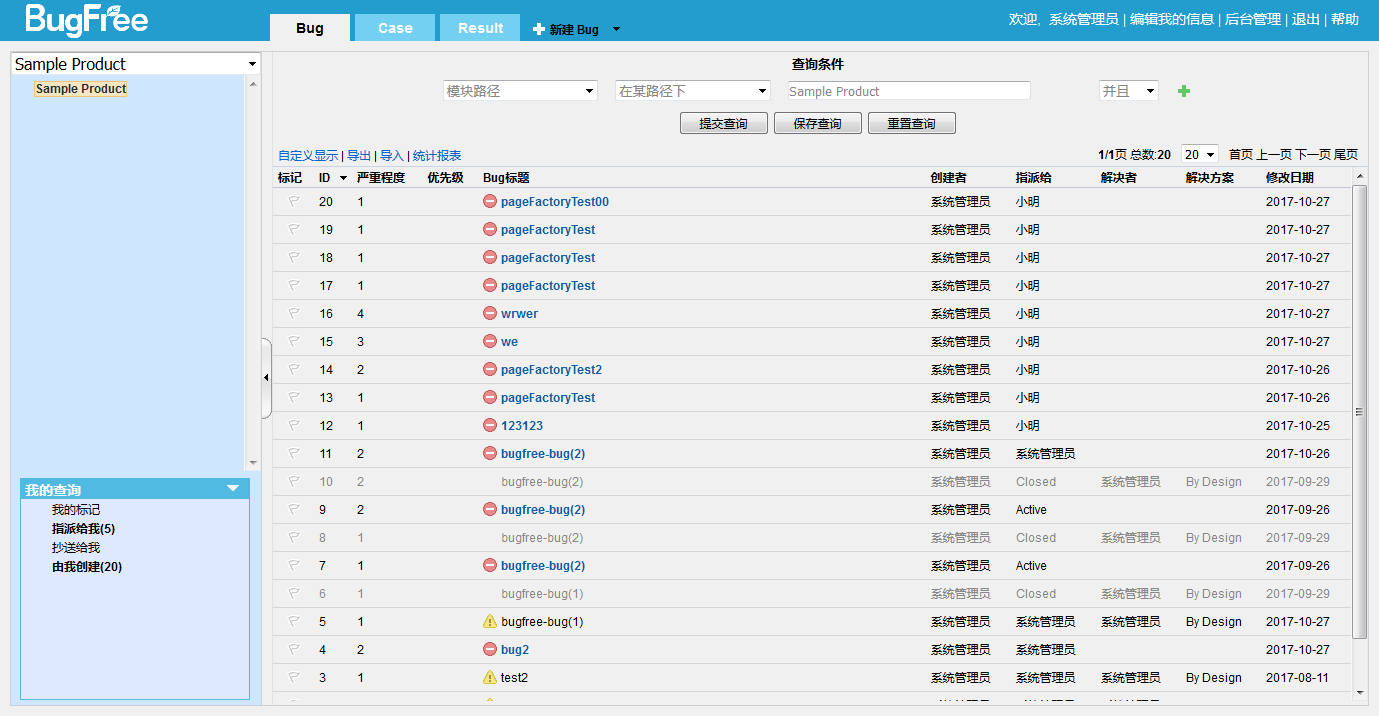 BugFree
Bug Case Result 新建 Bug
欢迎, 系统管理员 | 编辑我的信息 | 后台管理 | 退出 | 帮助
Sample Product
Sample Product
查询条件
模块路径 在某路径下 Sample Product 并且
提交查询 保存查询 重置查询
自定义显示 | 导出 | 导入 | 统计报表
1/1页 总数:20 20 首页 上一页 下一页 尾页
标记 ID 严重程度 优先级 Bug标题 创建者 指派给 解决者 解决方案 修改日期
20 1 pageFactoryTest00 系统管理员 小明 2017-10-27
19 1 pageFactoryTest 系统管理员 小明 2017-10-27
18 1 pageFactoryTest 系统管理员 小明 2017-10-27
17 1 pageFactoryTest 系统管理员 小明 2017-10-27
16 4 wrwer 系统管理员 小明 2017-10-27
15 3 we 系统管理员 小明 2017-10-27
14 2 pageFactoryTest2 系统管理员 小明 2017-10-26
13 1 pageFactoryTest 系统管理员 小明 2017-10-26
12 1 123123 系统管理员 小明 2017-10-25
11 2 bugfree-bug(2) 系统管理员 系统管理员 2017-10-26
10 2 bugfree-bug(2) 系统管理员 Closed 系统管理员 By Design 2017-09-29
9 2 bugfree-bug(2) 系统管理员 Active 2017-09-26
8 1 bugfree-bug(2) 系统管理员 Closed 系统管理员 By Design 2017-09-29
7 1 bugfree-bug(2) 系统管理员 Active 2017-09-26
6 1 bugfree-bug(1) 系统管理员 Closed 系统管理员 By Design 2017-09-29
5 1 bugfree-bug(1) 系统管理员 系统管理员 系统管理员 By Design 2017-10-27
4 2 bug2 系统管理员 系统管理员 2017-10-27
3 1 test2 系统管理员 系统管理员 系统管理员 By Design 2017-08-11
我的查询
我的标记
指派给我(5)
抄送给我
由我创建(20)